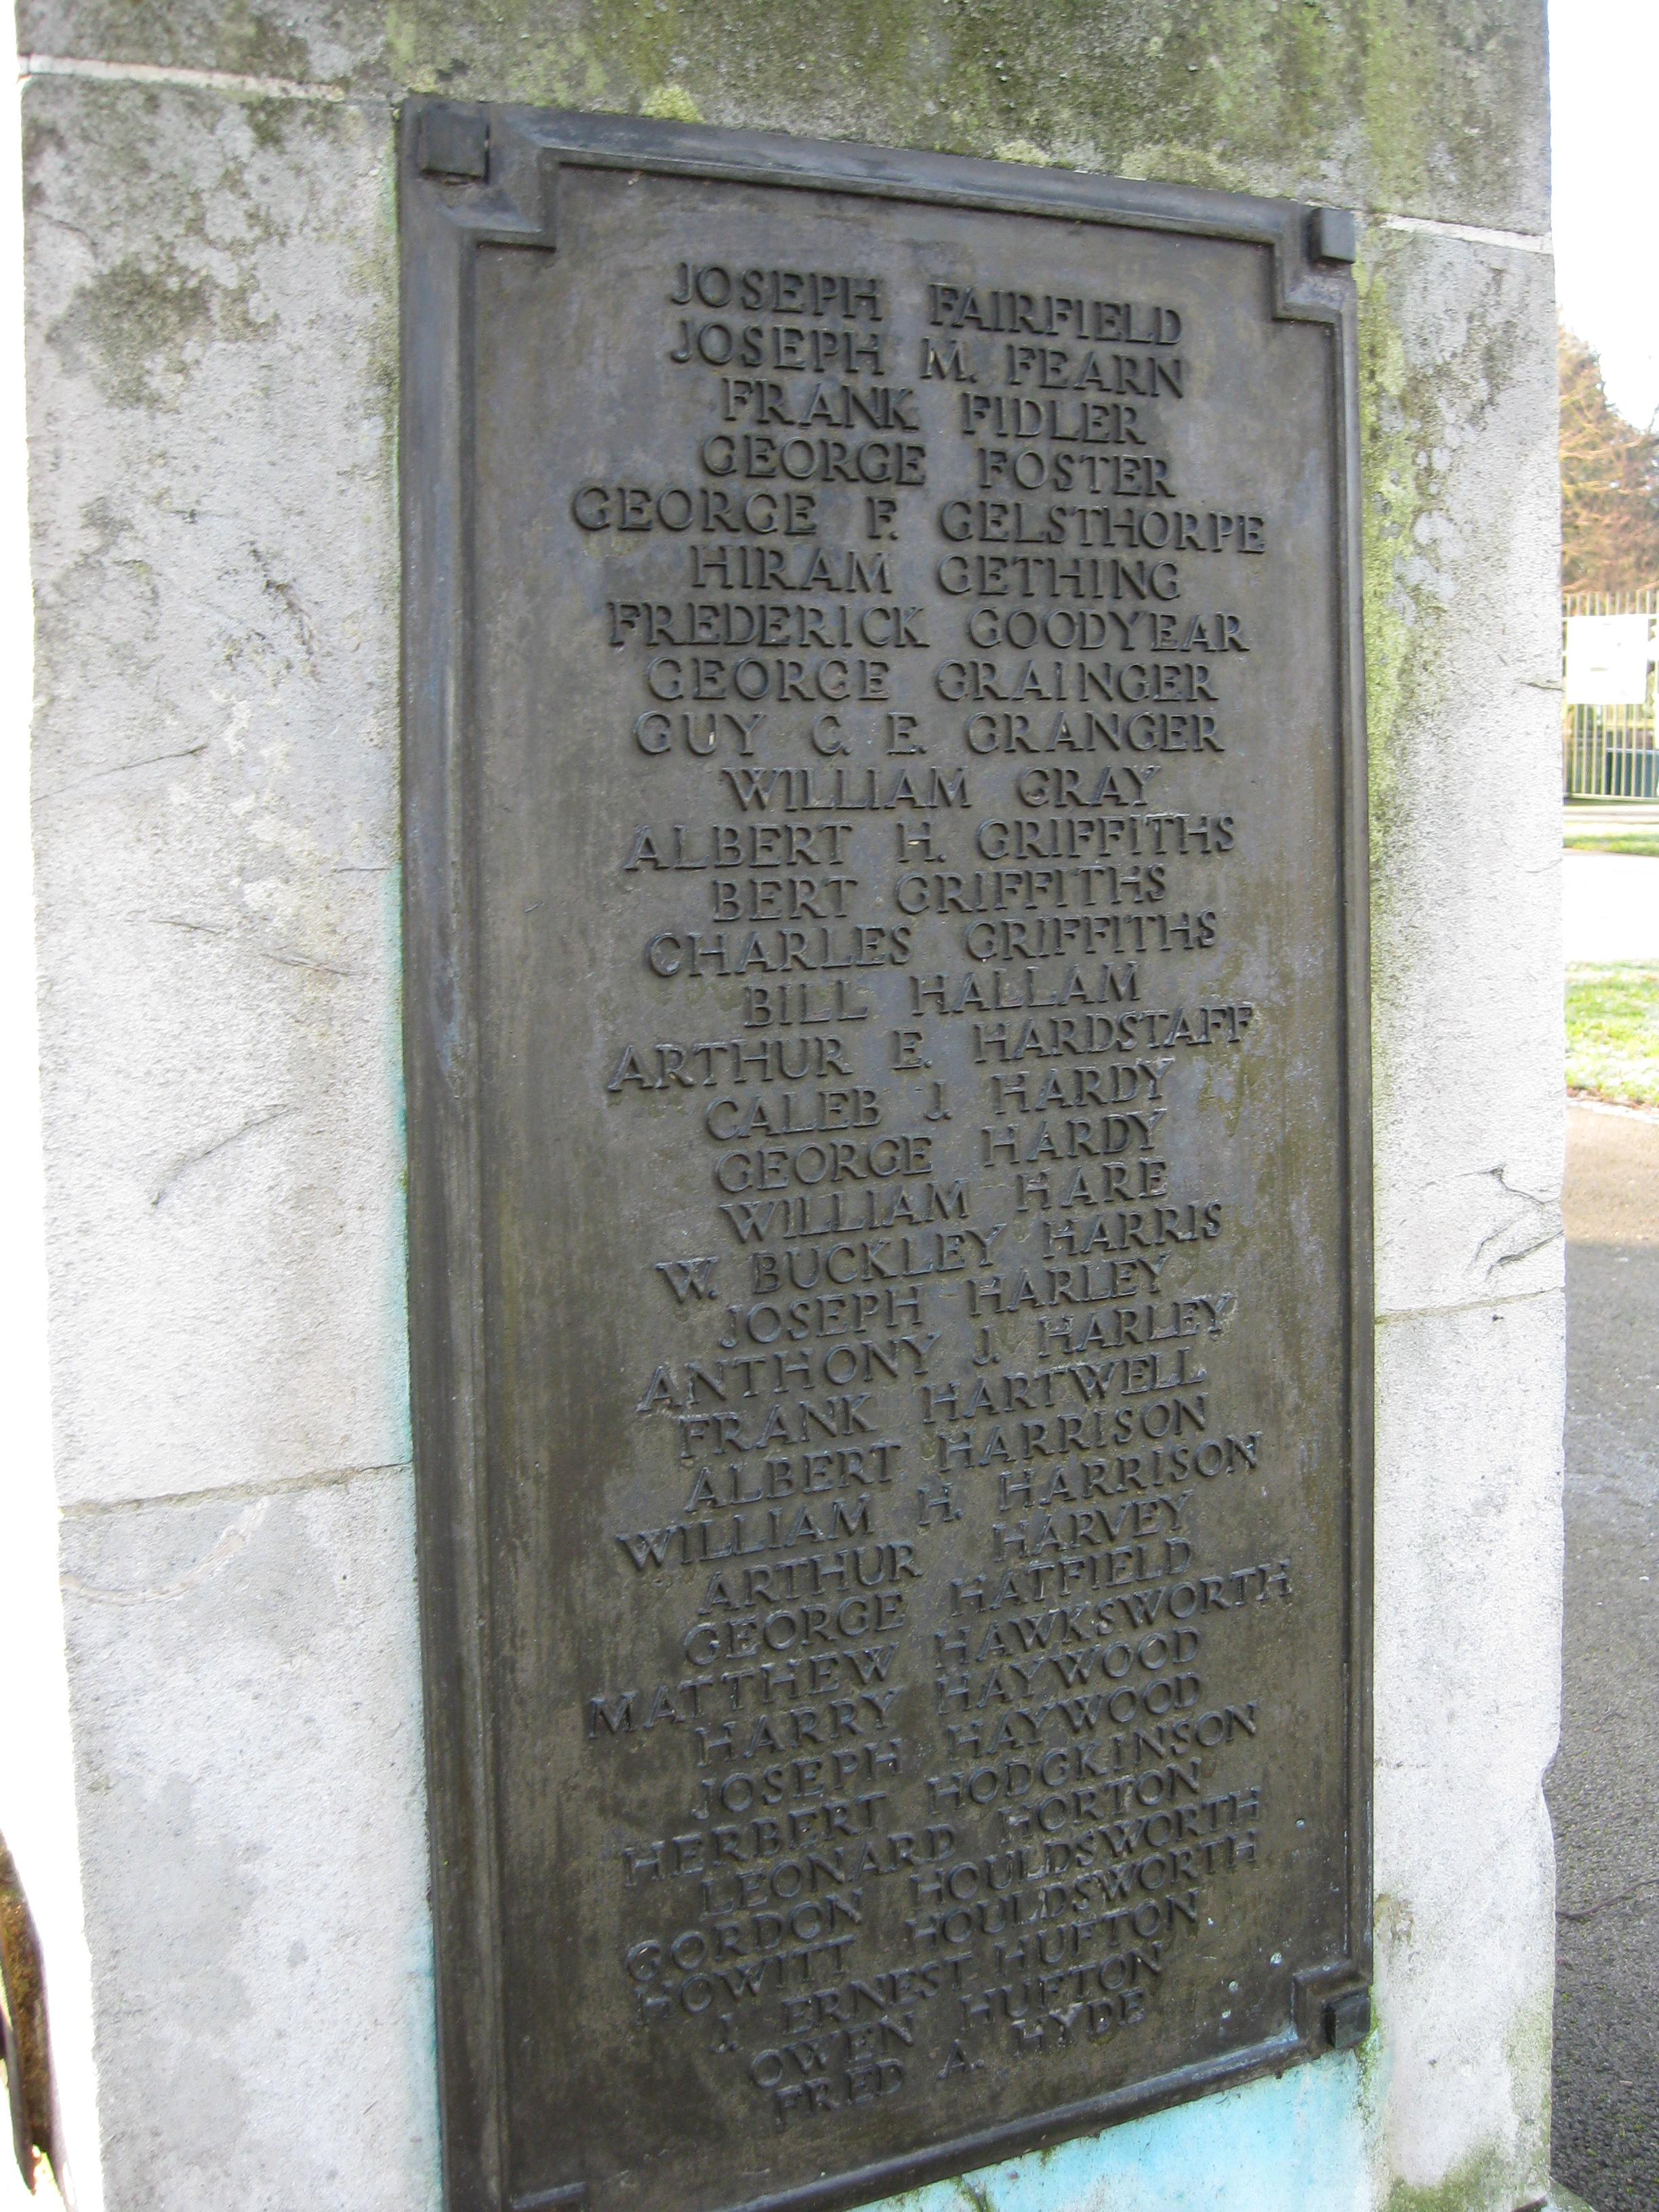 JOSEPH FAIRFIELD
JOSEPH M. FEARN
FRANK FIDLER
GEORGE FOSTER
GEORGE F. GELSTHORPE
HIRAM GETHING
FREDERICK GOODYEAR
GEORGE GRAINGER
GUY C. E. GRANGER
WILLIAM GRAY
ALBERT H. GRIFFITHS
BERT GRIFFITHS
CHARLES GRIFFITHS
BILL HALLAM
ARTHUR E. HARDSTAFF
CALEB J. HARDY
GEORGE HARDY
WILLIAM HARE
W. BUCKLEY HARRIS
JOSEPH HARLEY
ANTHONY J. HARLEY
FRANK HARTWELL
ALBERT HARRISON
WILLIAM H. HARRISON
ARTHUR HARVEY
GEORGE HATFIELD
MATTHEW HAWKSWORTH
HARRY HAYWOOD
JOSEPH HAYWOOD
HERBERT HODGKINSON
LEONARD HORTON
GORDON HOULDSWORTH
HOWITT HOULDSWORTH
J. ERNEST HUFTON
OWEN HUFTON
FRED A. HYDE